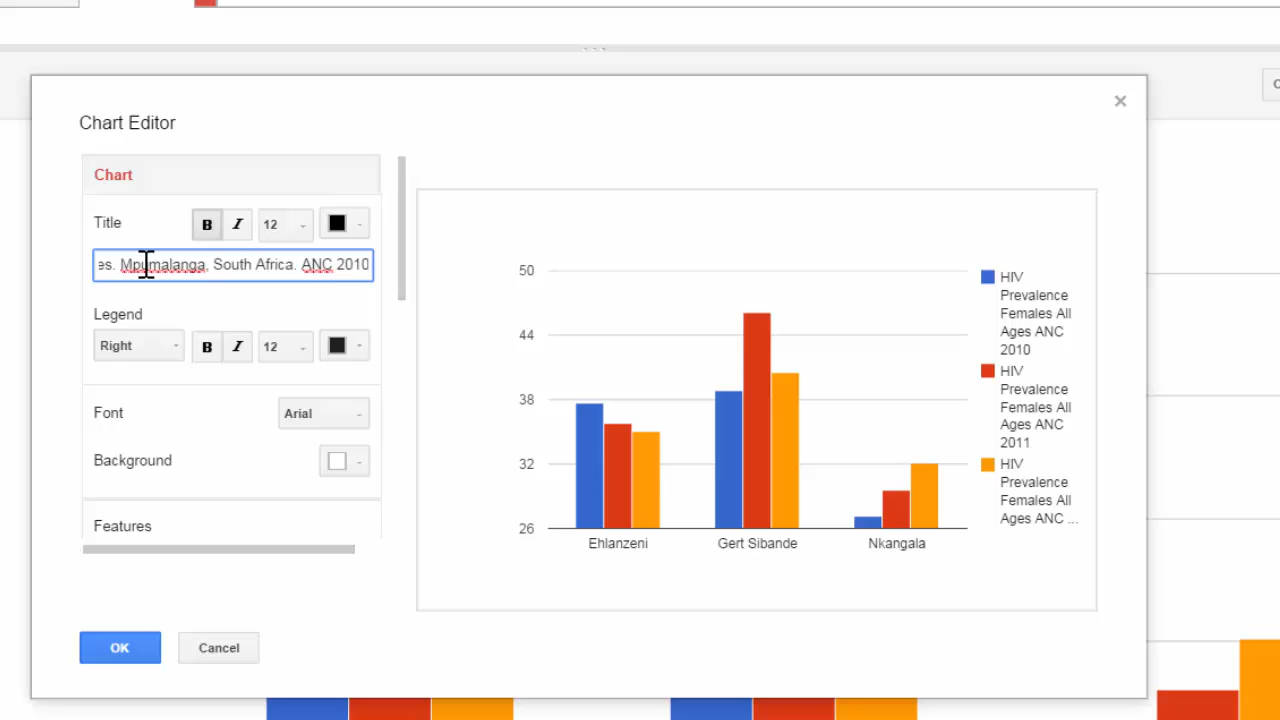 Chart Editor
Chart
Title
B I 12
es. Mpumalanga, South Africa. ANC 2010
Legend
Right B I 12
Font
Arial
Background
Features
OK
Cancel
50
44
38
32
26
Ehlanzeni
Gert Sibande
Nkangala
HIV
Prevalence
Females All
Ages ANC
2010
HIV
Prevalence
Females All
Ages ANC
2011
HIV
Prevalence
Females All
Ages ANC ...